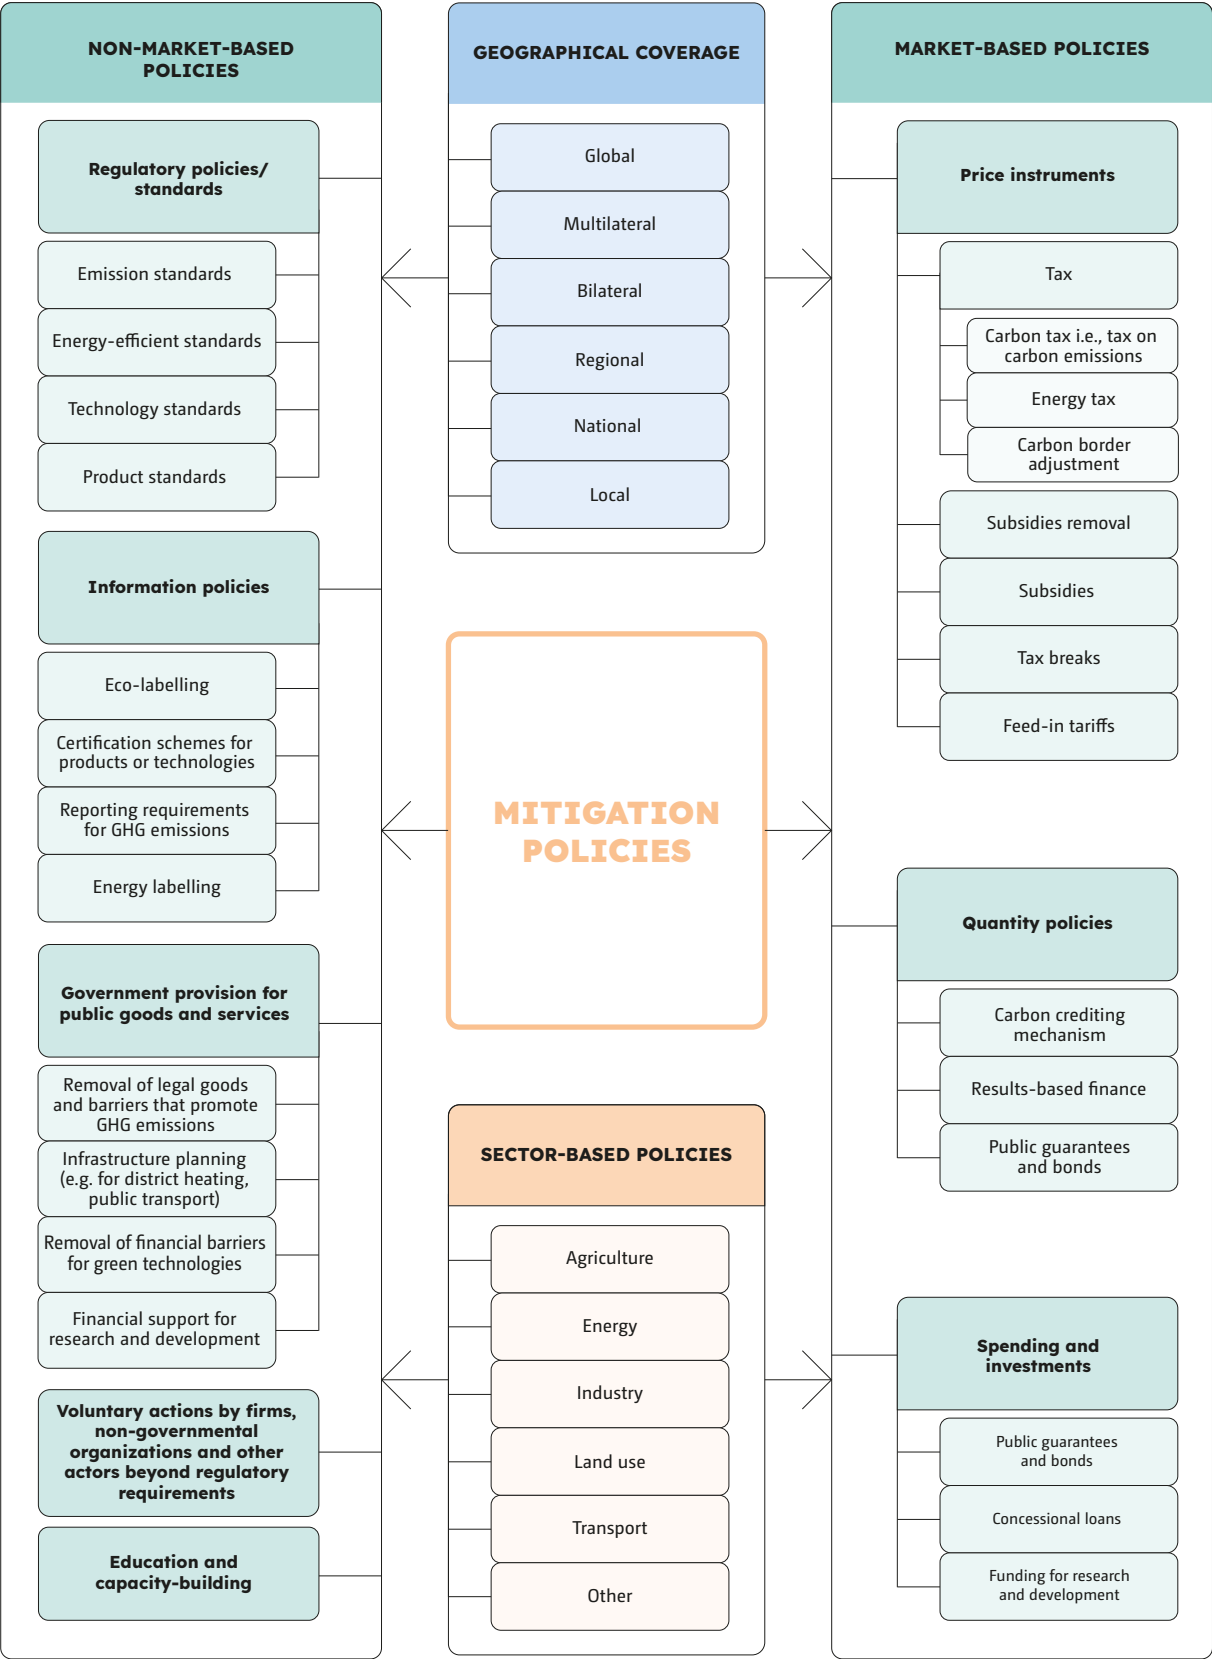 NON-MARKET-BASED
POLICIES
Regulatory policies/
standards
Emission standards
Energy-efficient standards
Technology standards
Product standards
Information policies
Eco-labelling
Certification schemes for
products or technologies
Reporting requirements
for GHG emissions
Energy labelling
Government provision for
public goods and services
Removal of legal goods
and barriers that promote
GHG emissions
Infrastructure planning
(e.g. for district heating,
public transport)
Removal of financial barriers
for green technologies
Financial support for
research and development
Voluntary actions by firms,
non-governmental
organizations and other
actors beyond regulatory
requirements
Education and
capacity-building
GEOGRAPHICAL COVERAGE
Global
Multilateral
Bilateral
Regional
National
Local
MITIGATION
POLICIES
SECTOR-BASED POLICIES
Agriculture
Energy
Industry
Land use
Transport
Other
MARKET-BASED POLICIES
Price instruments
Tax
Carbon tax i.e., tax on
carbon emissions
Energy tax
Carbon border
adjustment
Subsidies removal
Subsidies
Tax breaks
Feed-in tariffs
Quantity policies
Carbon crediting
mechanism
Results-based finance
Public guarantees
and bonds
Spending and
investments
Public guarantees
and bonds
Concessional loans
Funding for research
and development